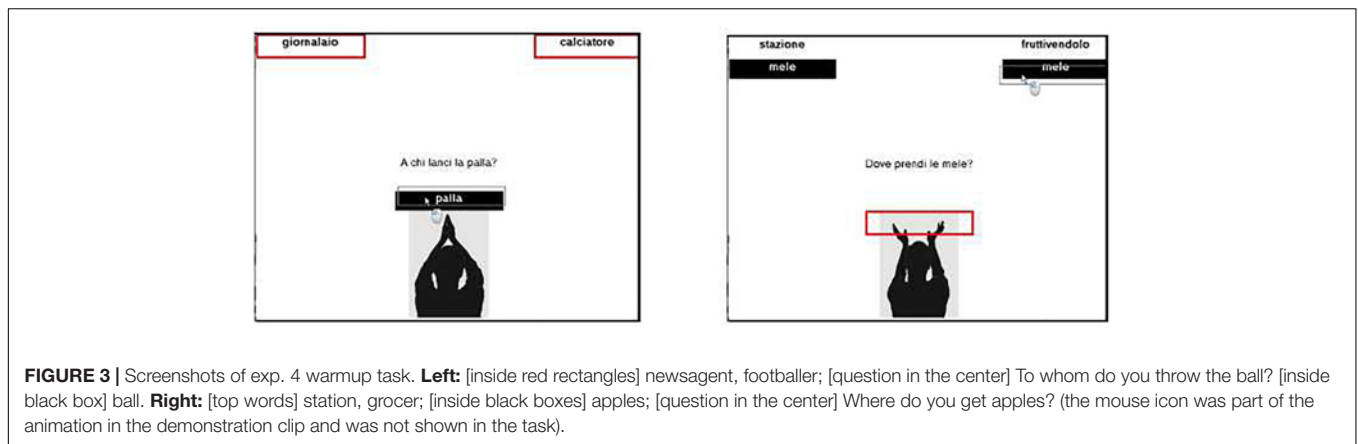 giornalaio calciatore
A chi lanci la palla?
palla
stazione fruttivendolo
mele mele
Dove prendi le mele?
FIGURE 3 | Screenshots of exp. 4 warmup task. Left: [inside red rectangles] newsagent, footballer; [question in the center] To whom do you throw the ball? [inside
black box] ball. Right: [top words] station, grocer; [inside black boxes] apples; [question in the center] Where do you get apples? (the mouse icon was part of the
animation in the demonstration clip and was not shown in the task).